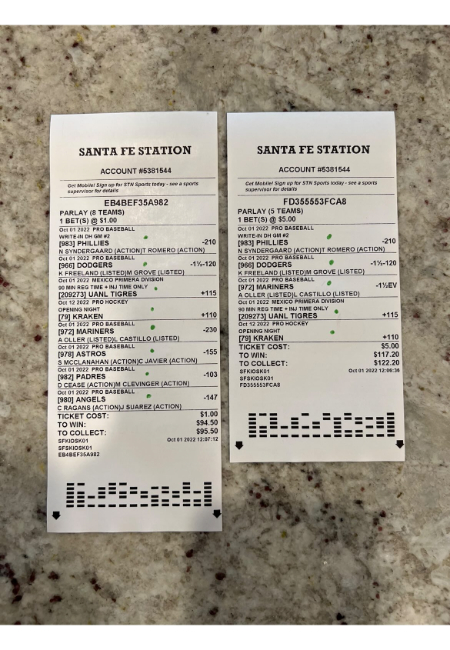 SANTA FE STATION
ACCOUNT #5381544
Get Mobile! Sign up for STN Sports today - see a sports
supervisor for details
EB4BEF35A982
PARLAY (8 TEAMS)
1 BET(S) @ $1.00
Oct 01 2022 PRO BASEBALL
WRITE-IN DH GM #2
[983] PHILLIES -210
N SYNDERGAARD (ACTION)T ROMERO (ACTION)
Oct 01 2022 PRO BASEBALL
[966] DODGERS -1½-120
K FREELAND (LISTED)M GROVE (LISTED)
Oct 01 2022 MEXICO PRIMERA DIVISION
90 MIN REG TIME + INJ TIME ONLY
[209273] UANL TIGRES +115
Oct 12 2022 PRO HOCKEY
OPENING NIGHT
[79] KRAKEN +110
Oct 01 2022 PRO BASEBALL
[972] MARINERS -230
A OLLER (LISTED)L CASTILLO (LISTED)
Oct 01 2022 PRO BASEBALL
[978] ASTROS -155
S MCCLANAHAN (ACTION)C JAVIER (ACTION)
Oct 01 2022 PRO BASEBALL
[982] PADRES -103
D CEASE (ACTION)M CLEVINGER (ACTION)
Oct 01 2022 PRO BASEBALL
[980] ANGELS -147
C RAGANS (ACTION)J SUAREZ (ACTION)
TICKET COST: $1.00
TO WIN: $94.50
TO COLLECT: $95.50
SFKIOSK01 Oct 01 2022 12:07:12
SFSKIOSK01
EB4BEF35A982
SANTA FE STATION
ACCOUNT #5381544
Get Mobile! Sign up for STN Sports today - see a sports
supervisor for details
FD355553FCA8
PARLAY (5 TEAMS)
1 BET(S) @ $5.00
Oct 01 2022 PRO BASEBALL
WRITE-IN DH GM #2
[983] PHILLIES -210
N SYNDERGAARD (ACTION)T ROMERO (ACTION)
Oct 01 2022 PRO BASEBALL
[966] DODGERS -1½-120
K FREELAND (LISTED)M GROVE (LISTED)
Oct 01 2022 PRO BASEBALL
[972] MARINERS -1½EV
A OLLER (LISTED)L CASTILLO (LISTED)
Oct 01 2022 MEXICO PRIMERA DIVISION
90 MIN REG TIME + INJ TIME ONLY
[209273] UANL TIGRES +115
Oct 12 2022 PRO HOCKEY
OPENING NIGHT
[79] KRAKEN +110
TICKET COST: $5.00
TO WIN: $117.20
TO COLLECT: $122.20
SFKIOSK01 Oct 01 2022 12:06:36
SFSKIOSK01
FD355553FCA8